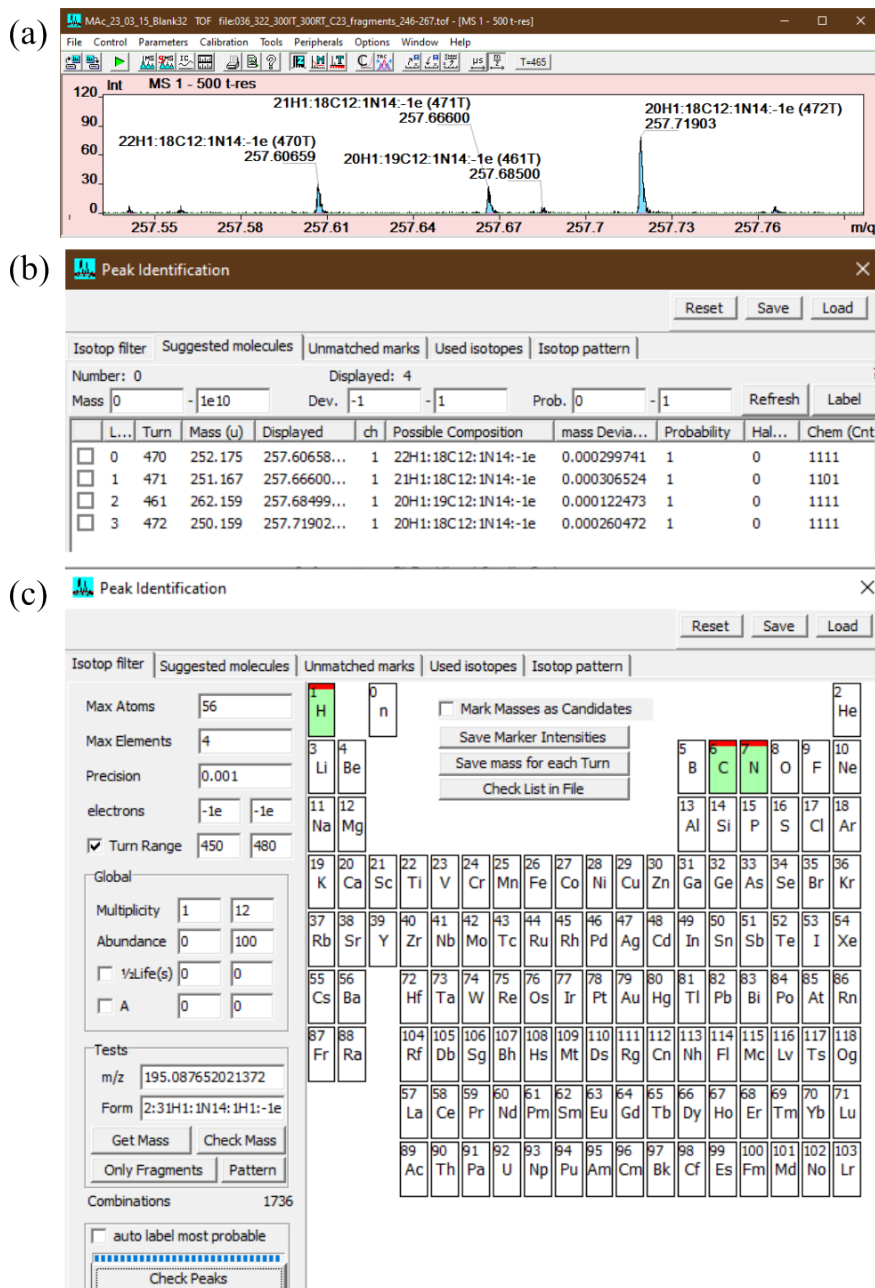 (a)
MAc_23_03_15_Blank32 TOF file:036_322_300IT_300RT_C23_fragments_246-267.tof - [MS 1 - 500 t-res]
File Control Parameters Calibration Tools Peripherals Options Window Help
T=465
Int MS 1 - 500 t-res
120
90
60
30
0
22H1:18C12:1N14:-1e (470T)
257.60659
21H1:18C12:1N14:-1e (471T)
257.66600
20H1:19C12:1N14:-1e (461T)
257.68500
20H1:18C12:1N14:-1e (472T)
257.71903
257.55 257.58 257.61 257.64 257.67 257.7 257.73 257.76 m/q
(b)
Peak Identification
Reset Save Load
Isotop filter Suggested molecules Unmatched marks Used isotopes Isotop pattern
Number: 0 Displayed: 4
Mass 0 - 1e10 Dev. -1 - 1 Prob. 0 - 1 Refresh Label
L... Turn Mass (u) Displayed ch Possible Composition mass Devia... Probability Hal... Chem (Cnt
0 470 252.175 257.60658... 1 22H1:18C12:1N14:-1e 0.000299741 1 0 1111
1 471 251.167 257.66600... 1 21H1:18C12:1N14:-1e 0.000306524 1 0 1101
2 461 262.159 257.68499... 1 20H1:19C12:1N14:-1e 0.000122473 1 0 1111
3 472 250.159 257.71902... 1 20H1:18C12:1N14:-1e 0.000260472 1 0 1111
(c)
Peak Identification
Reset Save Load
Isotop filter Suggested molecules Unmatched marks Used isotopes Isotop pattern
Max Atoms 56
Max Elements 4
Precision 0.001
electrons -1e -1e
Turn Range 450 480
Global
Multiplicity 1 12
Abundance 0 100
½Life(s) 0 0
A 0 0
Tests
m/z 195.087652021372
Form 2:31H1:1N14:1H1:-1e
Get Mass Check Mass
Only Fragments Pattern
Combinations 1736
auto label most probable
Check Peaks
Mark Masses as Candidates
Save Marker Intensities
Save mass for each Turn
Check List in File
1 H 0 n 2 He
3 Li 4 Be 5 B 6 C 7 N 8 O 9 F 10 Ne
11 Na 12 Mg 13 Al 14 Si 15 P 16 S 17 Cl 18 Ar
19 K 20 Ca 21 Sc 22 Ti 23 V 24 Cr 25 Mn 26 Fe 27 Co 28 Ni 29 Cu 30 Zn 31 Ga 32 Ge 33 As 34 Se 35 Br 36 Kr
37 Rb 38 Sr 39 Y 40 Zr 41 Nb 42 Mo 43 Tc 44 Ru 45 Rh 46 Pd 47 Ag 48 Cd 49 In 50 Sn 51 Sb 52 Te 53 I 54 Xe
55 Cs 56 Ba 72 Hf 73 Ta 74 W 75 Re 76 Os 77 Ir 78 Pt 79 Au 80 Hg 81 Tl 82 Pb 83 Bi 84 Po 85 At 86 Rn
87 Fr 88 Ra 104 Rf 105 Db 106 Sg 107 Bh 108 Hs 109 Mt 110 Ds 111 Rg 112 Cn 113 Nh 114 Fl 115 Mc 116 Lv 117 Ts 118 Og
57 La 58 Ce 59 Pr 60 Nd 61 Pm 62 Sm 63 Eu 64 Gd 65 Tb 66 Dy 67 Ho 68 Er 69 Tm 70 Yb 71 Lu
89 Ac 90 Th 91 Pa 92 U 93 Np 94 Pu 95 Am 96 Cm 97 Bk 98 Cf 99 Es 100 Fm 101 Md 102 No 103 Lr